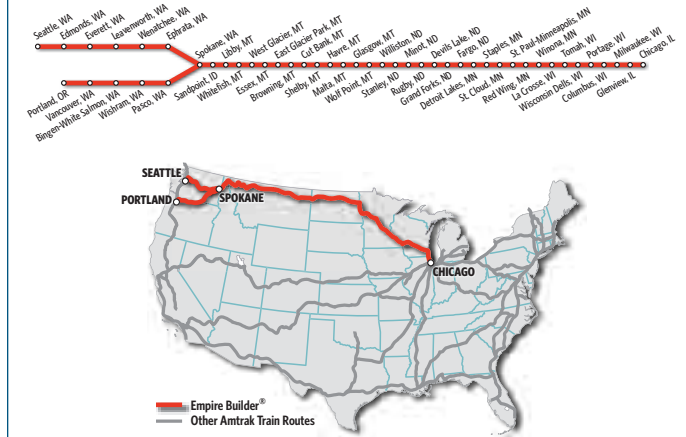 Seattle, WA
Edmonds, WA
Everett, WA
Leavenworth, WA
Wenatchee, WA
Ephrata, WA
Spokane, WA
Libby, MT
West Glacier, MT
East Glacier Park, MT
Cut Bank, MT
Havre, MT
Glasgow, MT
Williston, ND
Minot, ND
Devils Lake, ND
Fargo, ND
Staples, MN
St. Paul-Minneapolis, MN
Winona, MN
Tomah, WI
Portage, WI
Milwaukee, WI
Chicago, IL
Portland, OR
Vancouver, WA
Bingen-White Salmon, WA
Wishram, WA
Pasco, WA
Sandpoint, ID
Whitefish, MT
Essex, MT
Browning, MT
Shelby, MT
Malta, MT
Wolf Point, MT
Stanley, ND
Rugby, ND
Grand Forks, ND
Detroit Lakes, MN
St. Cloud, MN
Red Wing, MN
La Crosse, WI
Wisconsin Dells, WI
Columbus, WI
Glenview, IL
SEATTLE
PORTLAND
SPOKANE
CHICAGO
Empire Builder®
Other Amtrak Train Routes